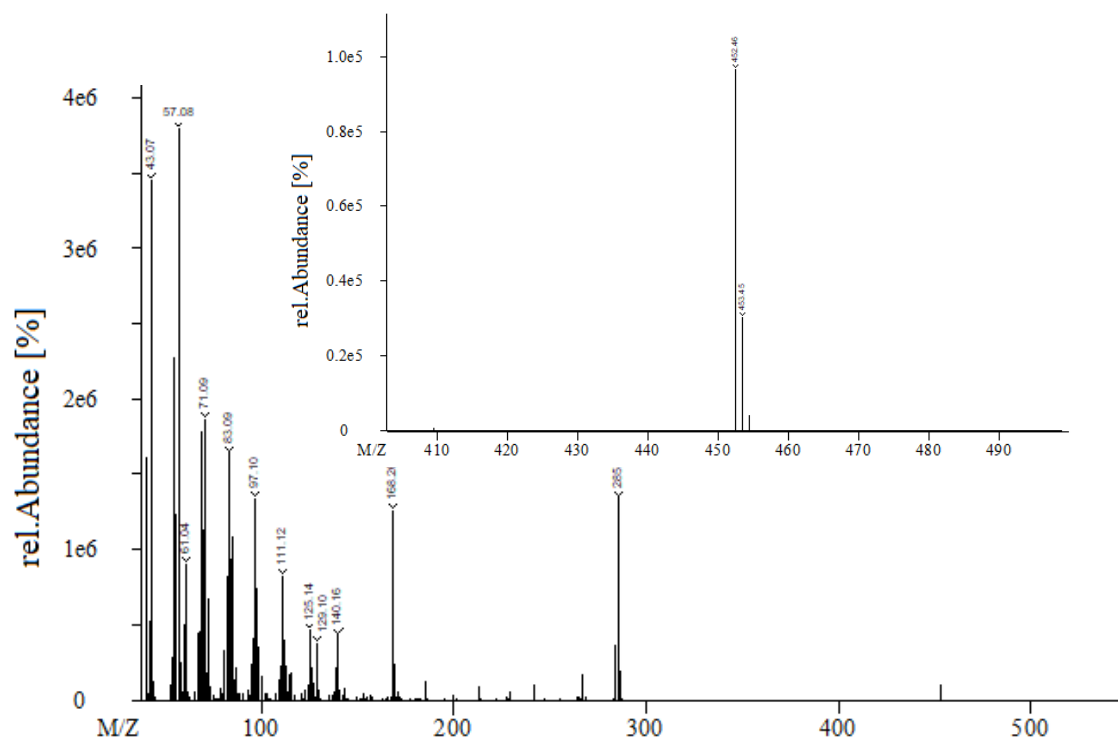 452.46
1.0e5
453.45
0.8e5
0.6e5
0.4e5
0.2e5
0
rel.Abundance [%]
M/Z 410 420 430 440 450 460 470 480 490
4e6
57.08
43.07
3e6
2e6
71.09
83.09
97.10
168.2(
285
1e6
61.04
111.12
125.14
129.10
140.16
0
rel.Abundance [%]
M/Z 100 200 300 400 500